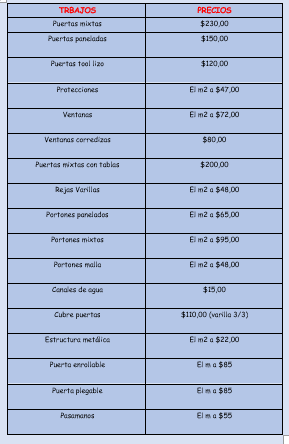 TRBAJOS PRECIOS
Puertas mixtas $230,00
Puertas paneladas $150,00
Puertas tool lizo $120,00
Protecciones El m2 a $47,00
Ventanas El m2 a $72,00
Ventanas corredizas $80,00
Puertas mixtas con tablas $200,00
Rejas Varillas El m2 a $48,00
Portones panelados El m2 a $65,00
Portones mixtos El m2 a $95,00
Portones malla El m2 a $48,00
Canales de agua $15,00
Cubre puertas $110,00 (varilla 3/3)
Estructura metálica El m2 a $22,00
Puerta enrollable El m a $85
Puerta plegable El m a $85
Pasamanos El m a $55